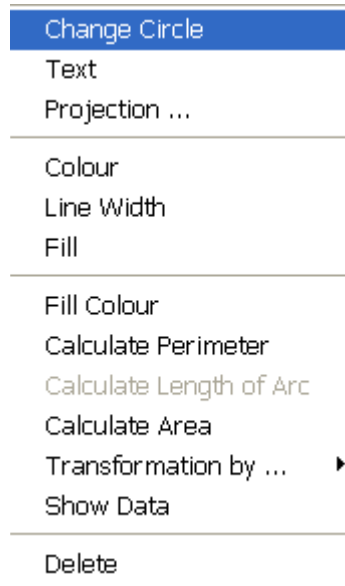 Change Circle
Text
Projection ...
Colour
Line Width
Fill
Fill Colour
Calculate Perimeter
Calculate Length of Arc
Calculate Area
Transformation by ...
Show Data
Delete